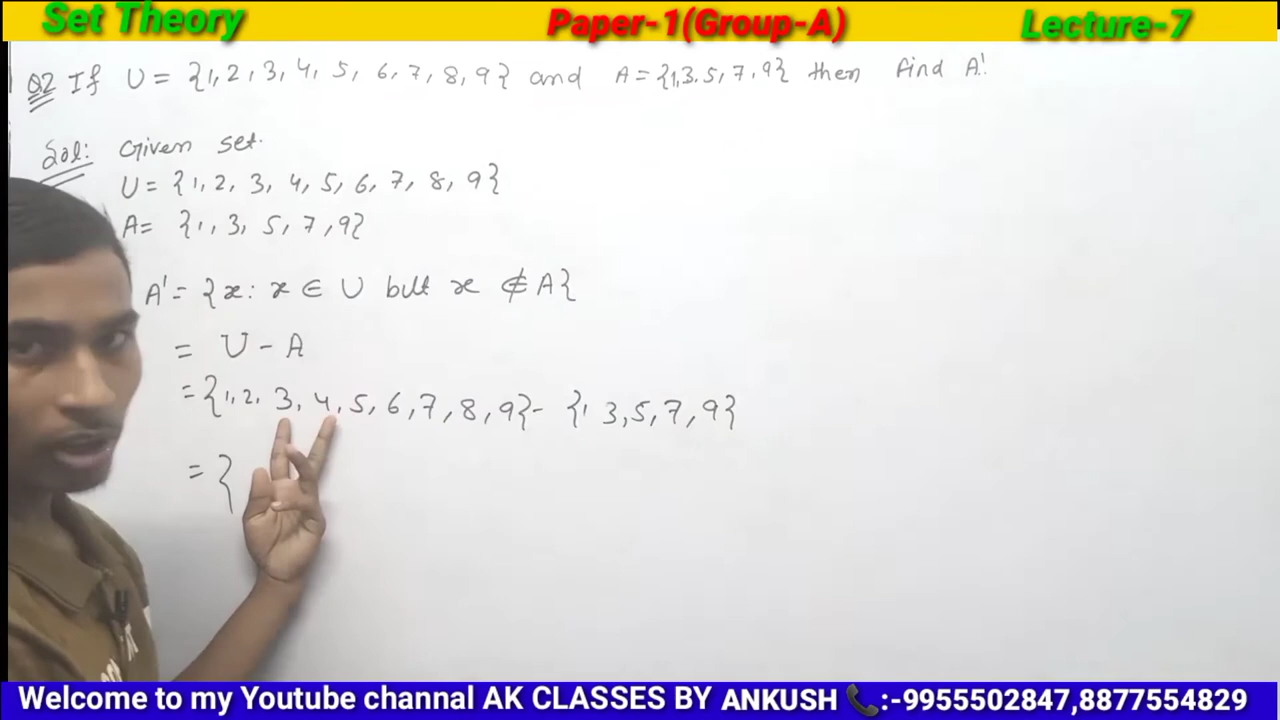 Set Theory Paper-1(Group-A) Lecture-7
Q2 If U = {1, 2, 3, 4, 5, 6, 7, 8, 9} and A = {1,3.5, 7, 9} then find A'.
Sol: Given set.
U = {1, 2, 3, 4, 5, 6, 7, 8, 9}
A = {1, 3, 5, 7, 9}
A' = {x: x ∈ U but x ∉ A}
= U - A
= {1, 2, 3, 4, 5, 6, 7, 8, 9} - {1 3, 5, 7, 9}
= {
Welcome to my Youtube channal AK CLASSES BY ANKUSH 📞:-9955502847,8877554829